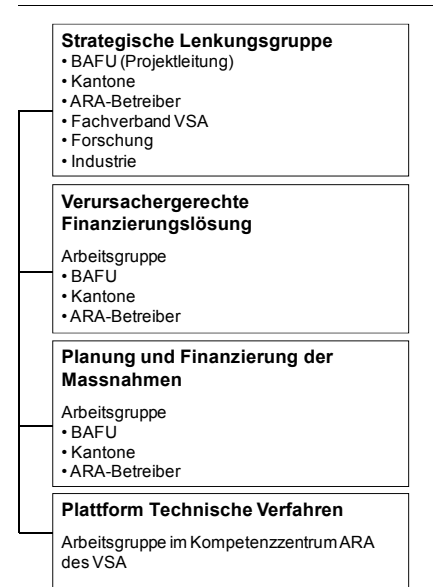 Strategische Lenkungsgruppe
• BAFU (Projektleitung)
• Kantone
• ARA-Betreiber
• Fachverband VSA
• Forschung
• Industrie
Verursachergerechte
Finanzierungslösung
Arbeitsgruppe
• BAFU
• Kantone
• ARA-Betreiber
Planung und Finanzierung der
Massnahmen
Arbeitsgruppe
• BAFU
• Kantone
• ARA-Betreiber
Plattform Technische Verfahren
Arbeitsgruppe im Kompetenzzentrum ARA
des VSA